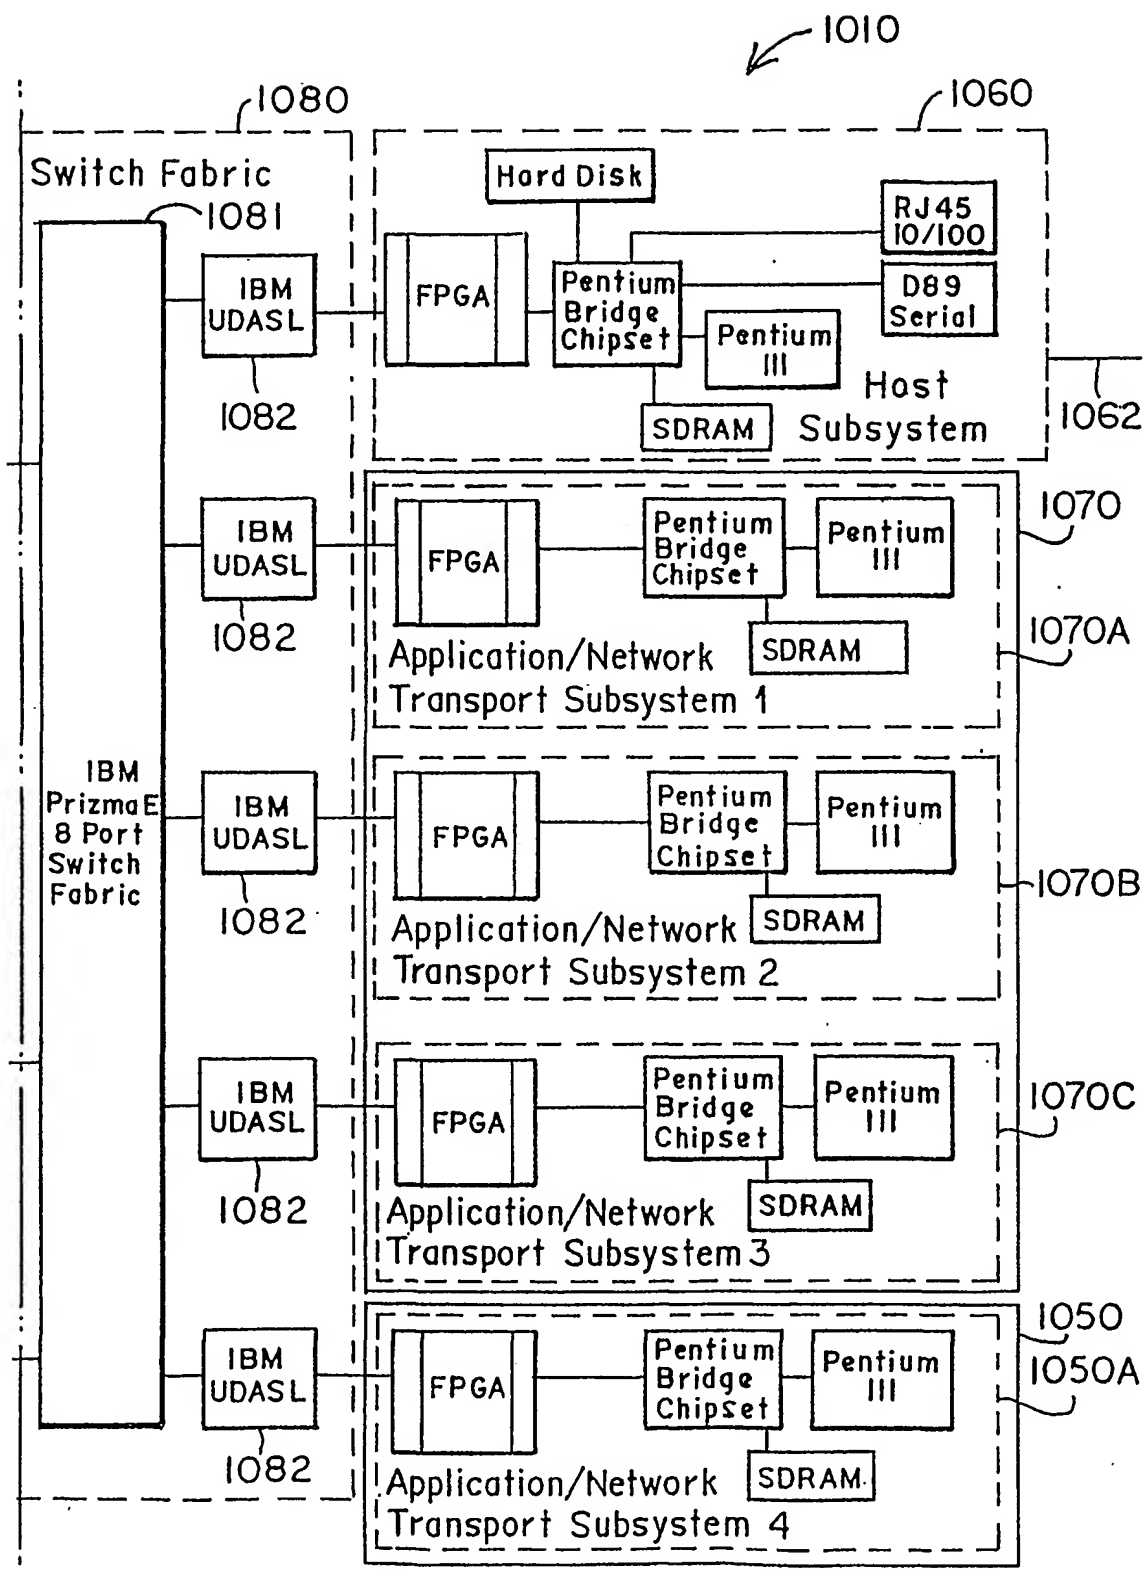 1010
1080
1060
Switch Fabric
1081
Hard Disk
RJ45
10/100
IBM
UDASL
FPGA
Pentium
Bridge
Chipset
D89
Serial
Pentium
III
1082
Host
Subsystem
SDRAM
1062
IBM
UDASL
1082
FPGA
Pentium
Bridge
Chipset
Pentium
III
SDRAM
Application/Network
Transport Subsystem 1
1070
1070A
IBM
PrizmaE
8 Port
Switch
Fabric
IBM
UDASL
1082
FPGA
Pentium
Bridge
Chipset
Pentium
III
SDRAM
Application/Network
Transport Subsystem 2
1070B
IBM
UDASL
1082
FPGA
Pentium
Bridge
Chipset
Pentium
III
SDRAM
Application/Network
Transport Subsystem 3
1070C
IBM
UDASL
1082
FPGA
Pentium
Bridge
Chipset
Pentium
III
SDRAM
Application/Network
Transport Subsystem 4
1050
1050A